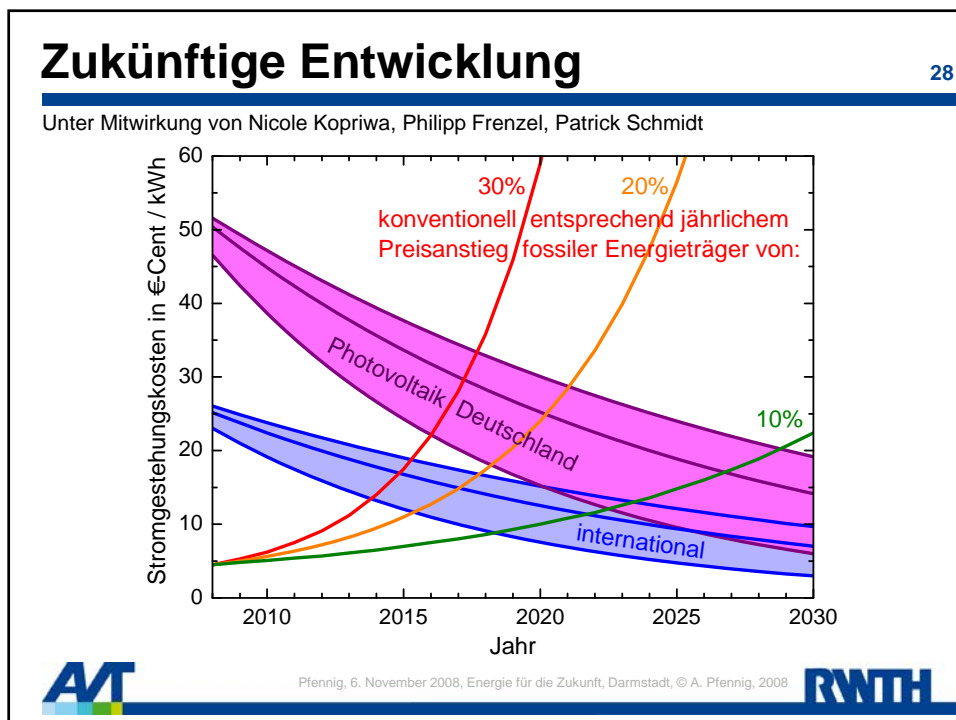 Zukünftige Entwicklung
28
Unter Mitwirkung von Nicole Kopriwa, Philipp Frenzel, Patrick Schmidt
Stromgestehungskosten in €-Cent / kWh
60
50
40
30
20
10
0
30%
20%
konventionell entsprechend jährlichem
Preisanstieg fossiler Energieträger von:
Photovoltaik Deutschland
10%
international
2010
2015
2020
2025
2030
Jahr
AVT
Pfennig, 6. November 2008, Energie für die Zukunft, Darmstadt, © A. Pfennig, 2008
RWTH